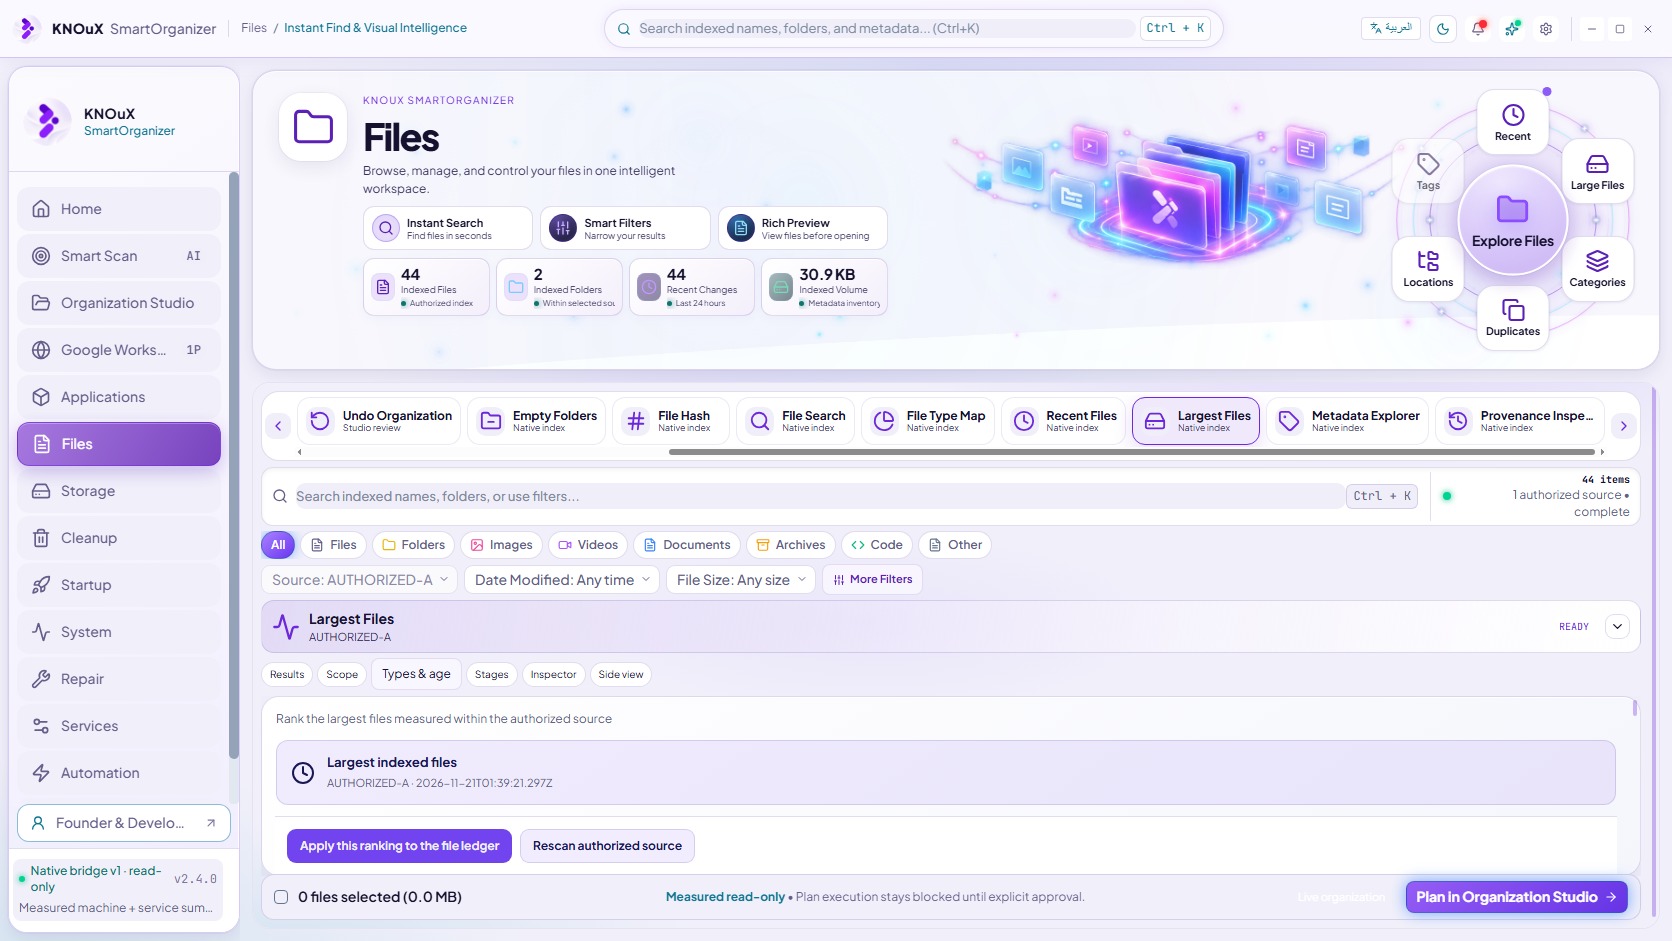 KNOuX SmartOrganizer
Files / Instant Find & Visual Intelligence
Search indexed names, folders, and metadata... (Ctrl+K)
Ctrl + K
العربية
KNOuX
SmartOrganizer
Home
Smart Scan AI
Organization Studio
Google Works... 1P
Applications
Files
Storage
Cleanup
Startup
System
Repair
Services
Automation
Founder & Develo...
Native bridge v1 · read-
only
v2.4.0
Measured machine + service sum...
KNOUX SMARTORGANIZER
Files
Browse, manage, and control your files in one intelligent
workspace.
Instant Search
Find files in seconds
Smart Filters
Narrow your results
Rich Preview
View files before opening
44
Indexed Files
Authorized index
2
Indexed Folders
Within selected sou
44
Recent Changes
Last 24 hours
30.9 KB
Indexed Volume
Metadata inventory
Recent
Tags
Large Files
Explore Files
Locations
Categories
Duplicates
Undo Organization
Studio review
Empty Folders
Native index
File Hash
Native index
File Search
Native index
File Type Map
Native index
Recent Files
Native index
Largest Files
Native index
Metadata Explorer
Native index
Provenance Inspe...
Native index
Search indexed names, folders, or use filters...
Ctrl + K
44 items
1 authorized source •
complete
All
Files
Folders
Images
Videos
Documents
Archives
Code
Other
Source: AUTHORIZED-A
Date Modified: Any time
File Size: Any size
More Filters
Largest Files
AUTHORIZED-A
READY
Results
Scope
Types & age
Stages
Inspector
Side view
Rank the largest files measured within the authorized source
Largest indexed files
AUTHORIZED-A · 2026-11-21T01:39:21.297Z
Apply this ranking to the file ledger
Rescan authorized source
0 files selected (0.0 MB)
Measured read-only • Plan execution stays blocked until explicit approval.
Live organization
Plan in Organization Studio